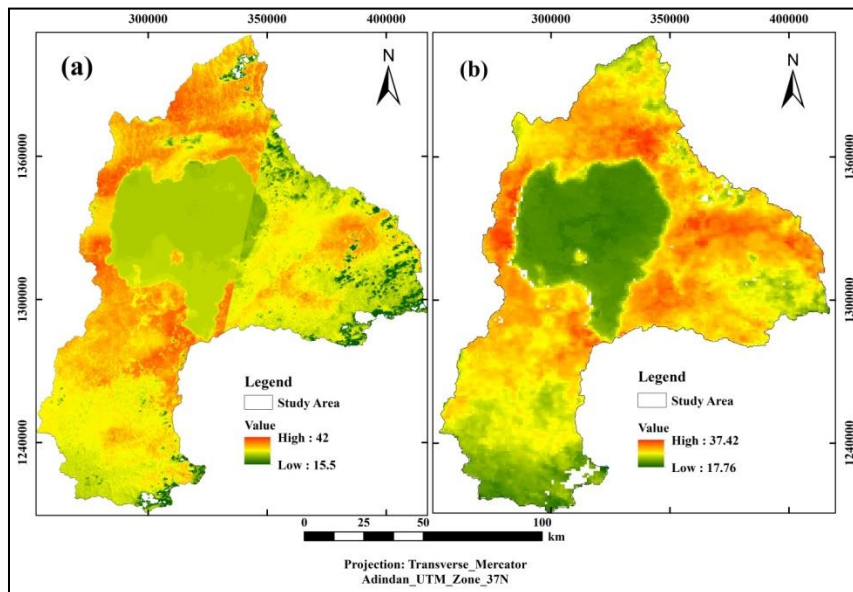 300000 350000 400000 300000 350000 400000
(a) N (b) N
1360000 1360000
1300000 1300000
1240000 1240000
Legend
Study Area
Value
High : 42
Low : 15.5
Legend
Study Area
Value
High : 37.42
Low : 17.76
0 25 50 100
km
Projection: Transverse_Mercator
Adindan_UTM_Zone_37N